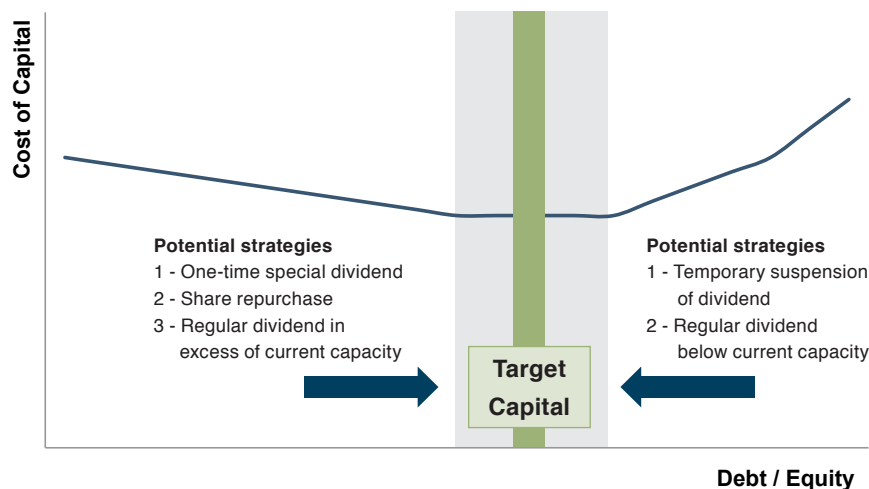 Cost of Capital
Potential strategies
1 - One-time special dividend
2 - Share repurchase
3 - Regular dividend in
excess of current capacity
Potential strategies
1 - Temporary suspension
of dividend
2 - Regular dividend
below current capacity
Target
Capital
Debt / Equity